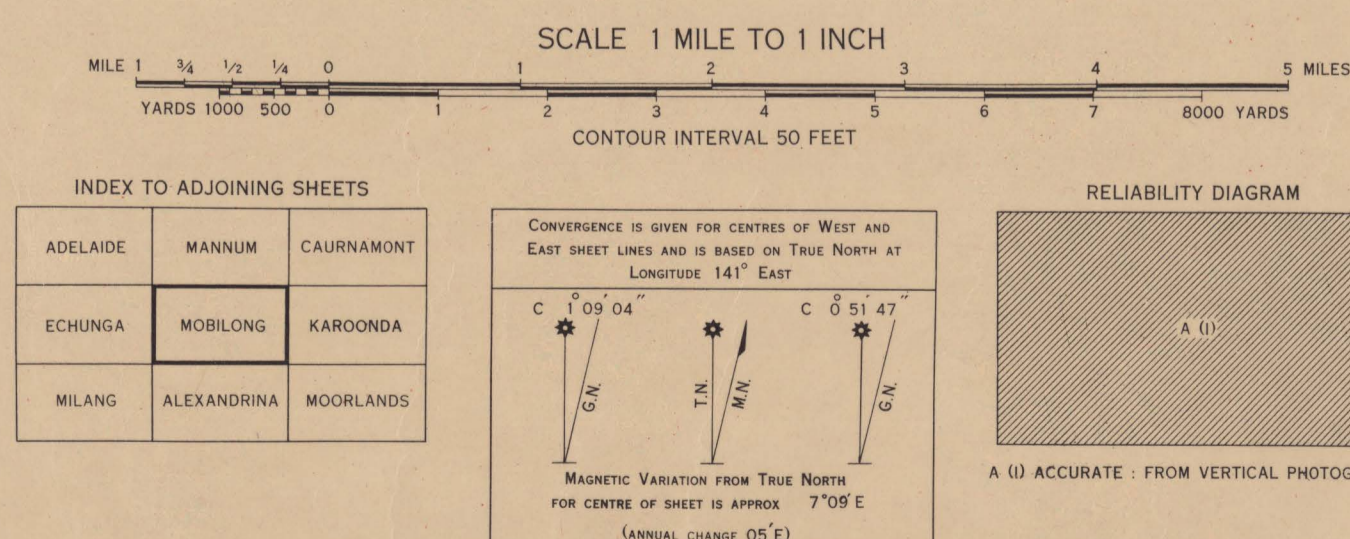 SCALE 1 MILE TO 1 INCH
MILE 1 ¾ ½ ¼ 0 1 2 3 4 5 MILES
YARDS 1000 500 0 1 2 3 4 5 6 7 8000 YARDS
CONTOUR INTERVAL 50 FEET
INDEX TO ADJOINING SHEETS
ADELAIDE MANNUM CAURNAMONT
ECHUNGA MOBILONG KAROONDA
MILANG ALEXANDRINA MOORLANDS
CONVERGENCE IS GIVEN FOR CENTRES OF WEST AND
EAST SHEET LINES AND IS BASED ON TRUE NORTH AT
LONGITUDE 141° EAST
C 1° 09′ 04″ C 0° 51′ 47″
G.N. T.N. M.N. G.N.
MAGNETIC VARIATION FROM TRUE NORTH
FOR CENTRE OF SHEET IS APPROX 7°09′ E
(ANNUAL CHANGE 05′E)
RELIABILITY DIAGRAM
A (1)
A (1) ACCURATE : FROM VERTICAL PHOTOG